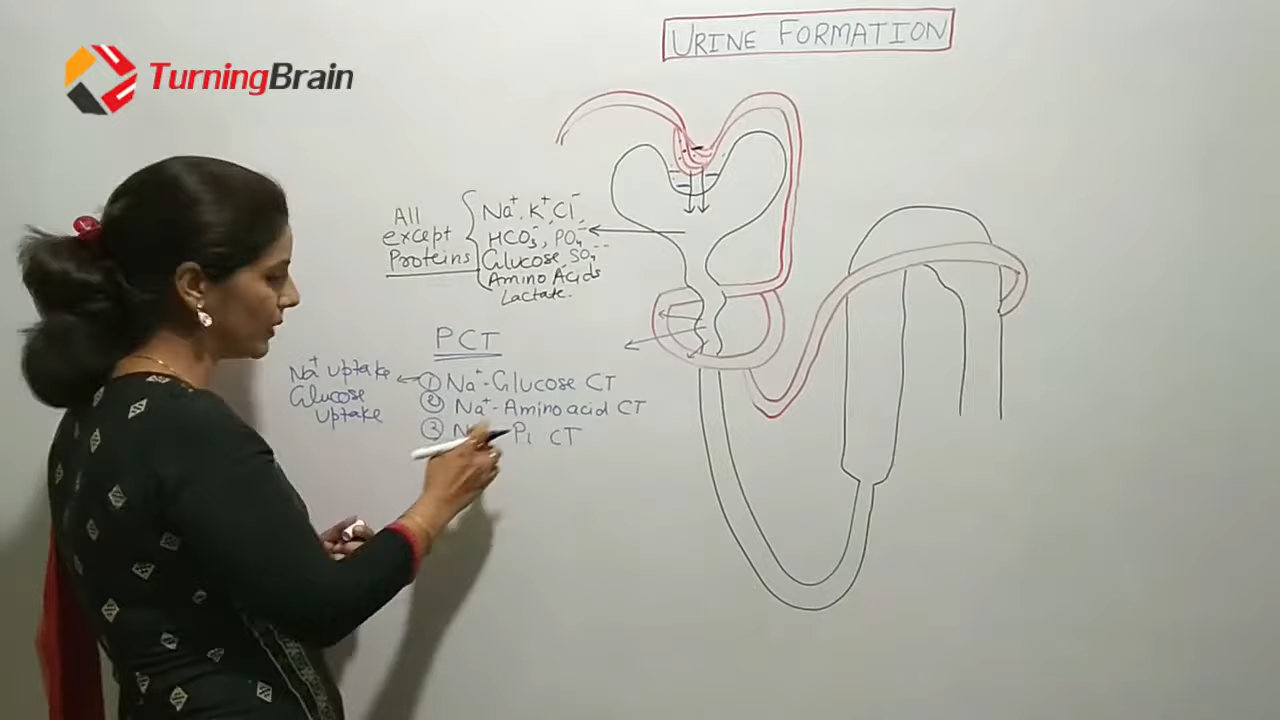 TurningBrain
URINE FORMATION
All
except
Proteins
Na⁺, K⁺, Cl⁻,
HCO₃⁻, PO₄⁻⁻
Glucose, SO₄⁻⁻
Amino Acids
Lactate.
PCT
Na⁺ uptake
Glucose
Uptake
① Na⁺-Glucose CT
② Na⁺-Amino acid CT
③ Pi CT